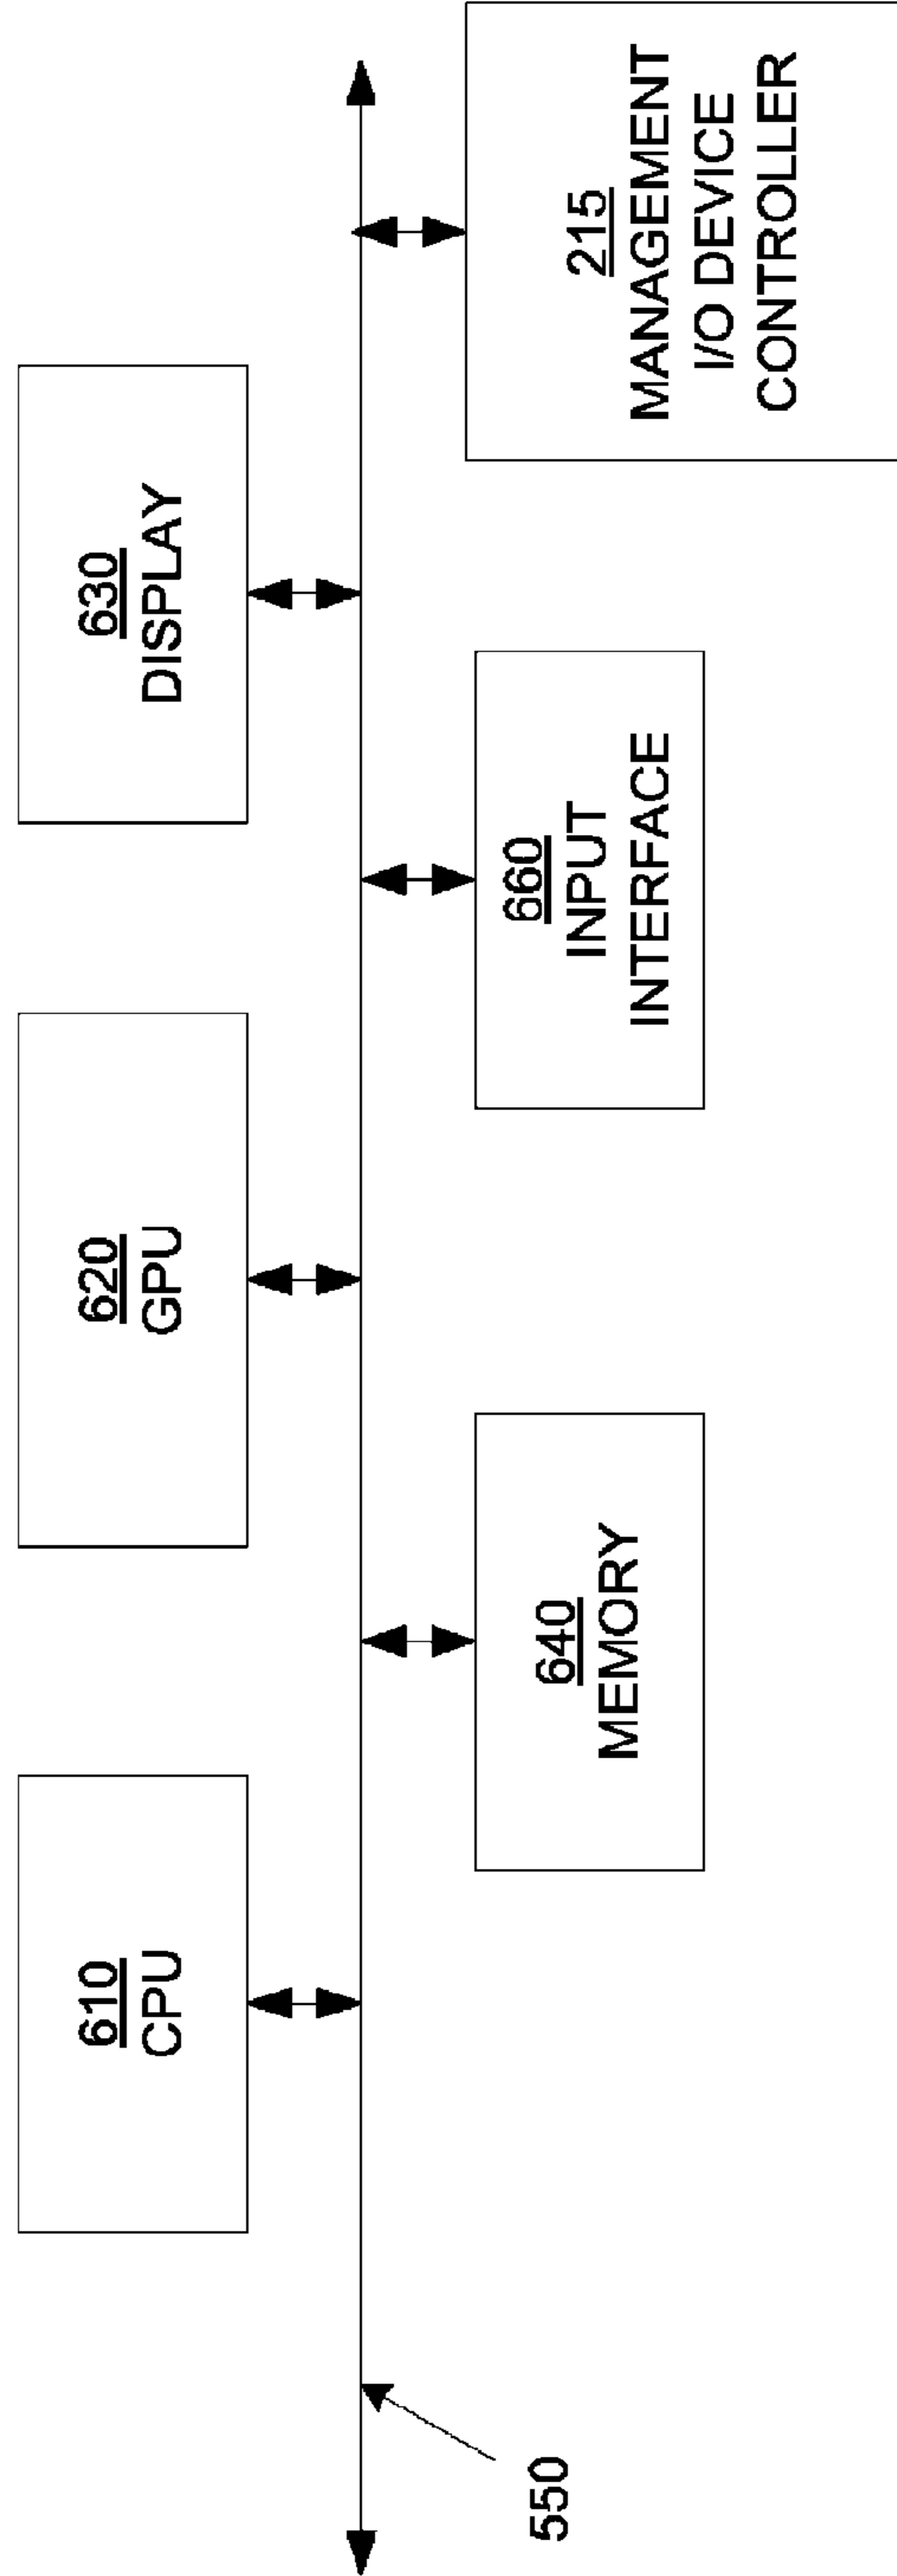 610
CPU
620
GPU
630
DISPLAY
550
640
MEMORY
660
INPUT
INTERFACE
215
MANAGEMENT
I/O DEVICE
CONTROLLER